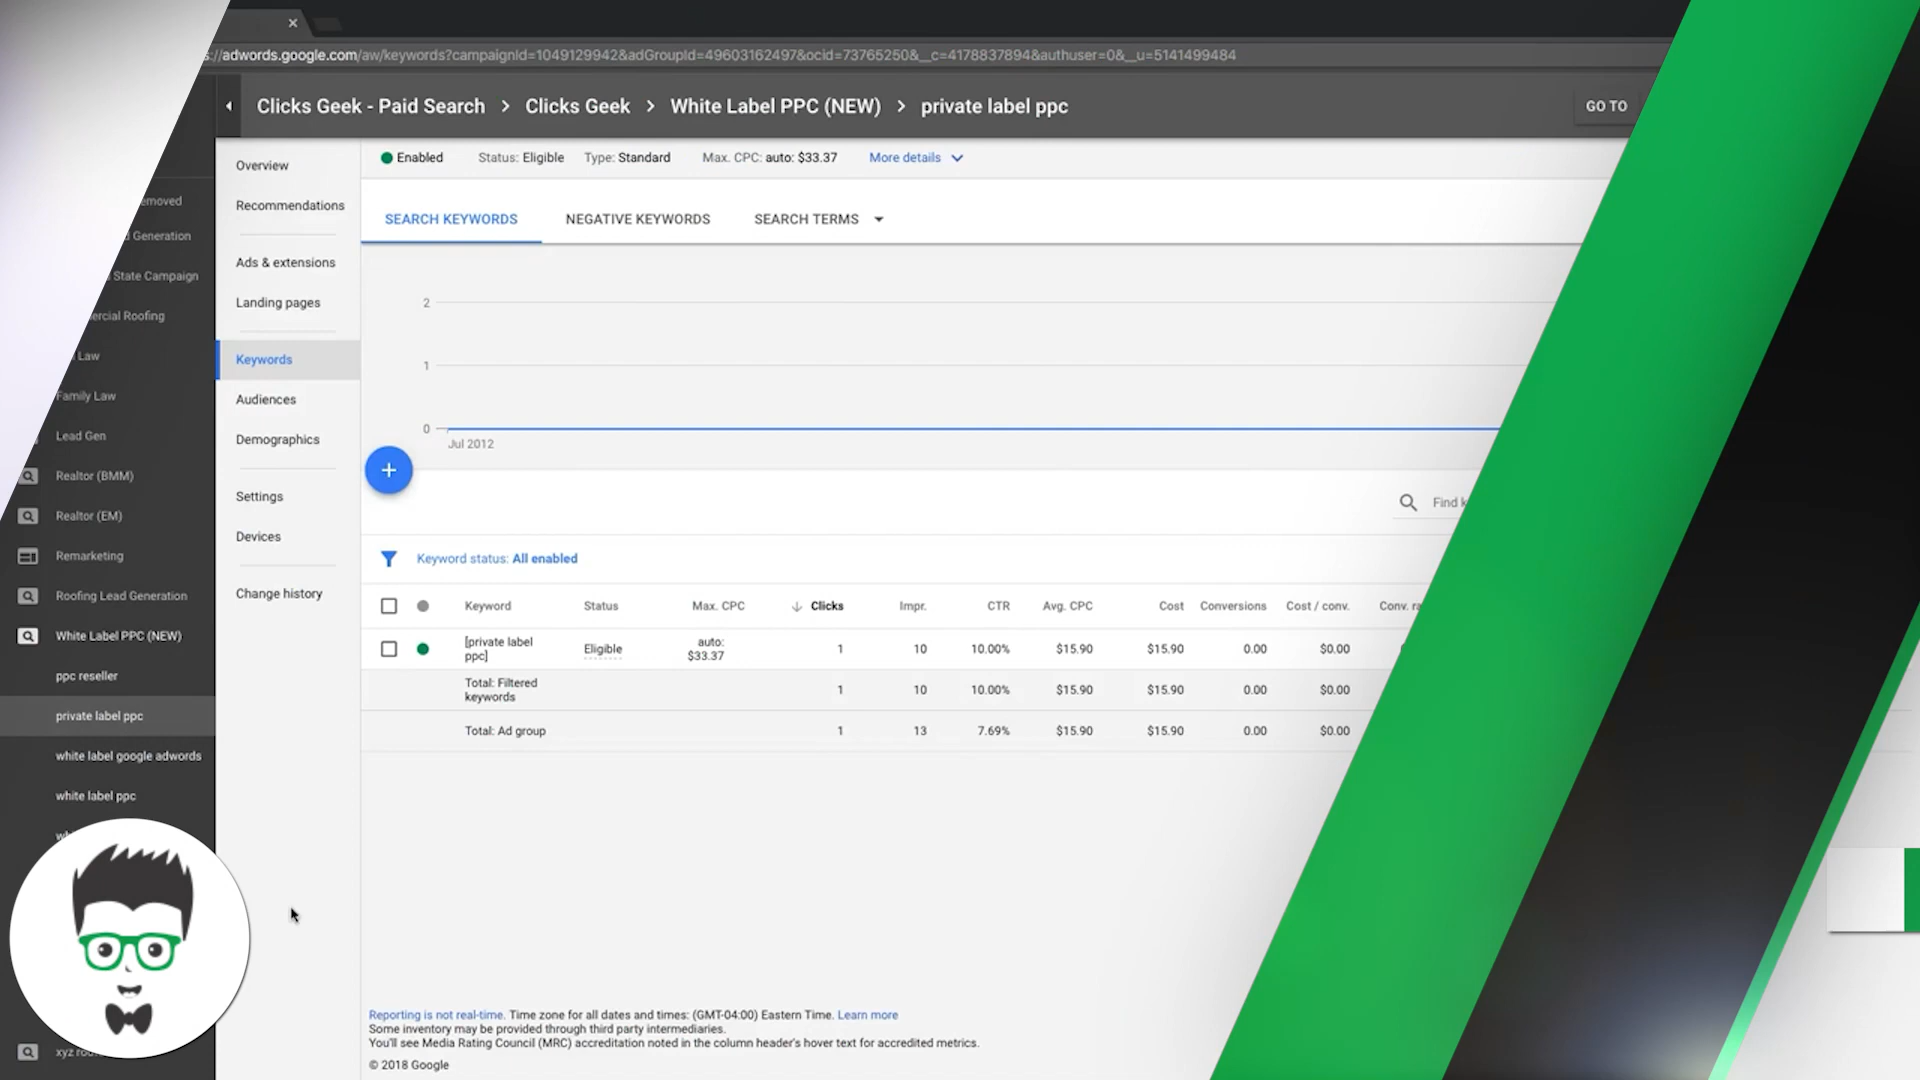 s://adwords.google.com/aw/keywords?campaignId=1049129942&adGroupId=49603162497&ocid=73765250&__c=4178837894&authuser=0&__u=5141499484
Clicks Geek - Paid Search > Clicks Geek > White Label PPC (NEW) > private label ppc
GO TO
emoved
d Generation
State Campaign
ercial Roofing
Law
Family Law
Lead Gen
Realtor (BMM)
Realtor (EM)
Remarketing
Roofing Lead Generation
White Label PPC (NEW)
ppc reseller
private label ppc
white label google adwords
white label ppc
Overview
Recommendations
Ads & extensions
Landing pages
Keywords
Audiences
Demographics
Settings
Devices
Change history
Enabled Status: Eligible Type: Standard Max. CPC: auto: $33.37 More details
SEARCH KEYWORDS NEGATIVE KEYWORDS SEARCH TERMS
2
1
0
Jul 2012
+
Find k
Keyword status: All enabled
Keyword Status Max. CPC Clicks Impr. CTR Avg. CPC Cost Conversions Cost / conv. Conv. ra
[private label ppc] Eligible auto: $33.37 1 10 10.00% $15.90 $15.90 0.00 $0.00
Total: Filtered keywords 1 10 10.00% $15.90 $15.90 0.00 $0.00
Total: Ad group 1 13 7.69% $15.90 $15.90 0.00 $0.00
Reporting is not real-time. Time zone for all dates and times: (GMT-04:00) Eastern Time. Learn more
Some inventory may be provided through third party intermediaries.
You'll see Media Rating Council (MRC) accreditation noted in the column header's hover text for accredited metrics.
© 2018 Google